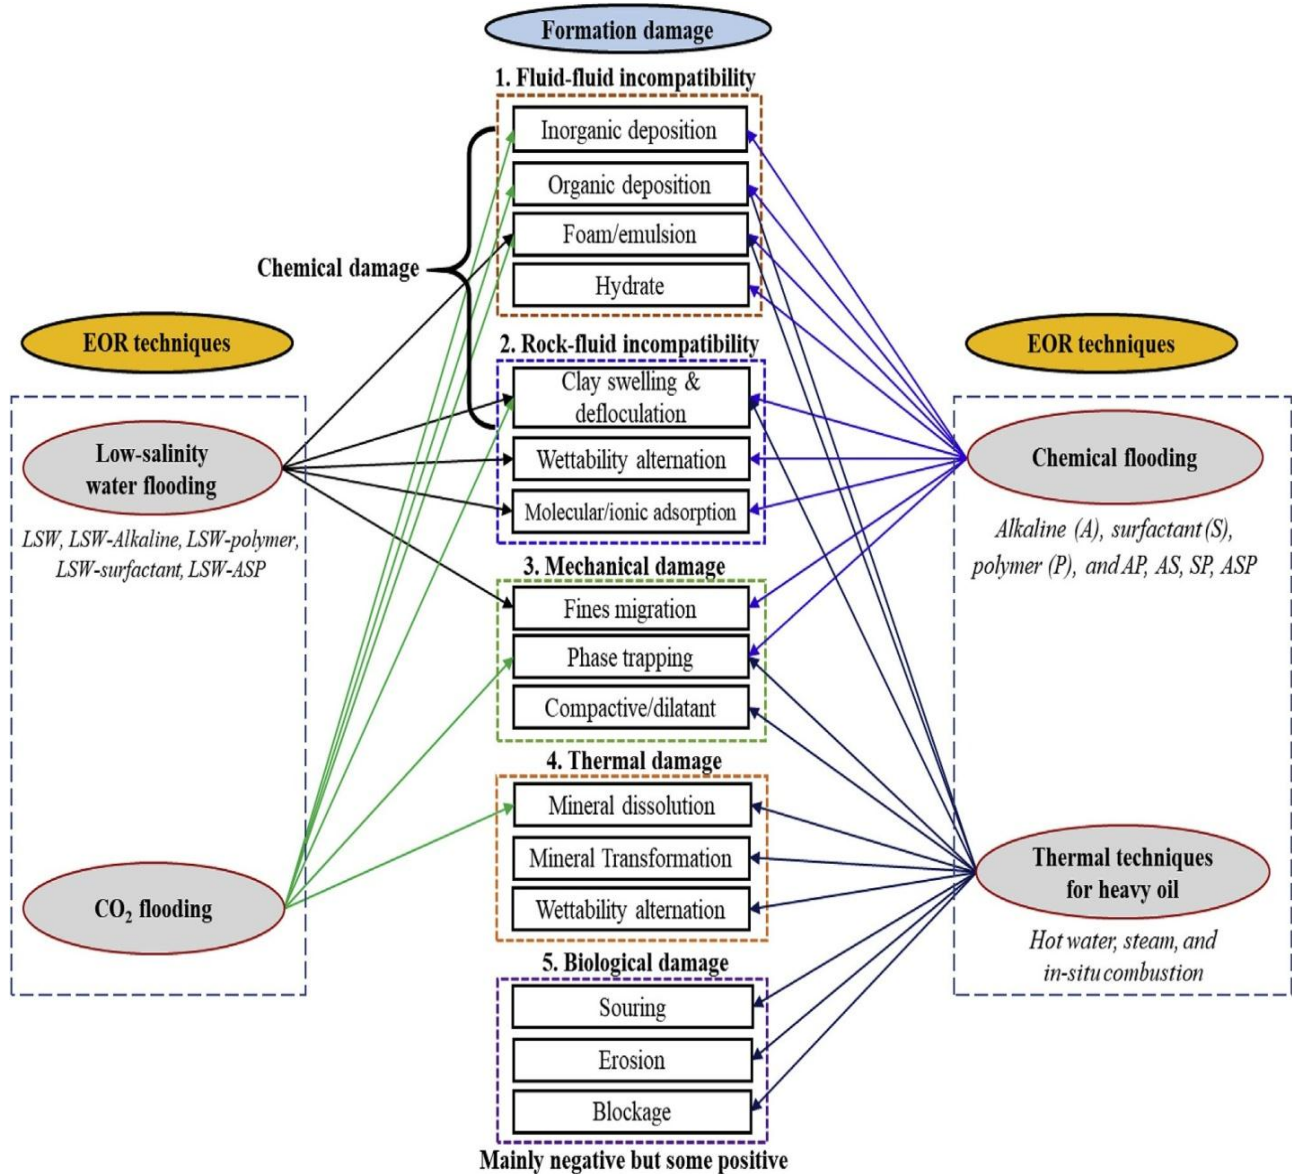 Formation damage
1. Fluid-fluid incompatibility
Inorganic deposition
Organic deposition
Foam/emulsion
Hydrate
Chemical damage
2. Rock-fluid incompatibility
Clay swelling &
defloculation
Wettability alternation
Molecular/ionic adsorption
3. Mechanical damage
Fines migration
Phase trapping
Compactive/dilatant
4. Thermal damage
Mineral dissolution
Mineral Transformation
Wettability alternation
5. Biological damage
Souring
Erosion
Blockage
Mainly negative but some positive
EOR techniques
Low-salinity
water flooding
LSW, LSW-Alkaline, LSW-polymer,
LSW-surfactant, LSW-ASP
CO₂ flooding
EOR techniques
Chemical flooding
Alkaline (A), surfactant (S),
polymer (P), and AP, AS, SP, ASP
Thermal techniques
for heavy oil
Hot water, steam, and
in-situ combustion